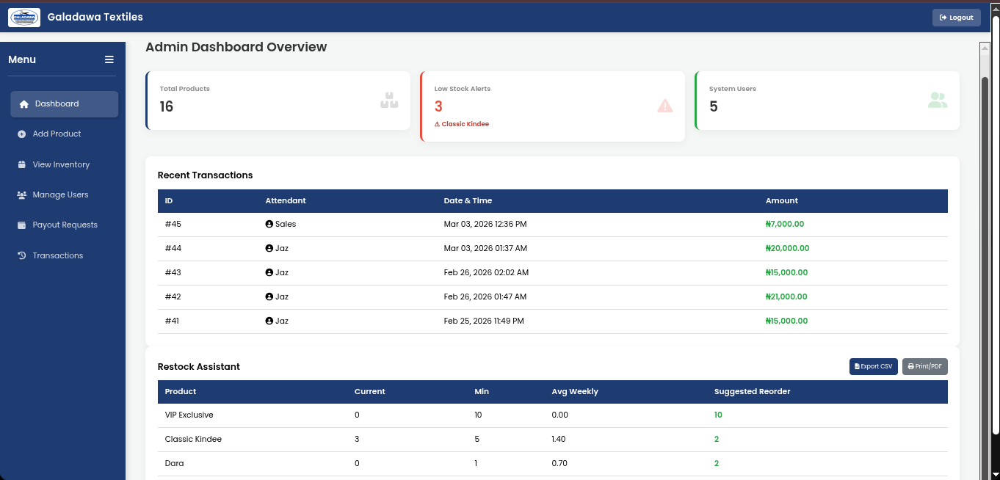 GALADAWA
Galadawa Textiles
Logout
Menu
Dashboard
Add Product
View Inventory
Manage Users
Payout Requests
Transactions
Admin Dashboard Overview
Total Products
16
Low Stock Alerts
3
⚠ Classic Kindee
System Users
5
Recent Transactions
ID Attendant Date & Time Amount
#45 Sales Mar 03, 2026 12:36 PM ₦7,000.00
#44 Jaz Mar 03, 2026 01:37 AM ₦20,000.00
#43 Jaz Feb 26, 2026 02:02 AM ₦15,000.00
#42 Jaz Feb 26, 2026 01:47 AM ₦21,000.00
#41 Jaz Feb 25, 2026 11:49 PM ₦15,000.00
Restock Assistant
Export CSV Print/PDF
Product Current Min Avg Weekly Suggested Reorder
VIP Exclusive 0 10 0.00 10
Classic Kindee 3 5 1.40 2
Dara 0 1 0.70 2